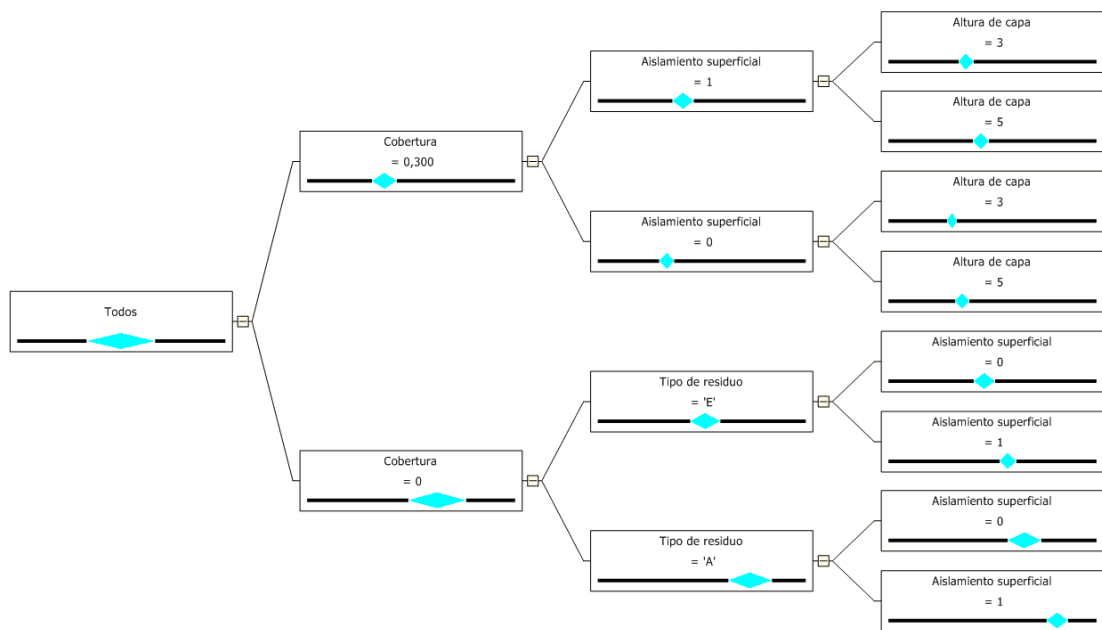 Todos
Cobertura
= 0,300
Cobertura
= 0
Aislamiento superficial
= 1
Aislamiento superficial
= 0
Tipo de residuo
= 'E'
Tipo de residuo
= 'A'
Altura de capa
= 3
Altura de capa
= 5
Altura de capa
= 3
Altura de capa
= 5
Aislamiento superficial
= 0
Aislamiento superficial
= 1
Aislamiento superficial
= 0
Aislamiento superficial
= 1